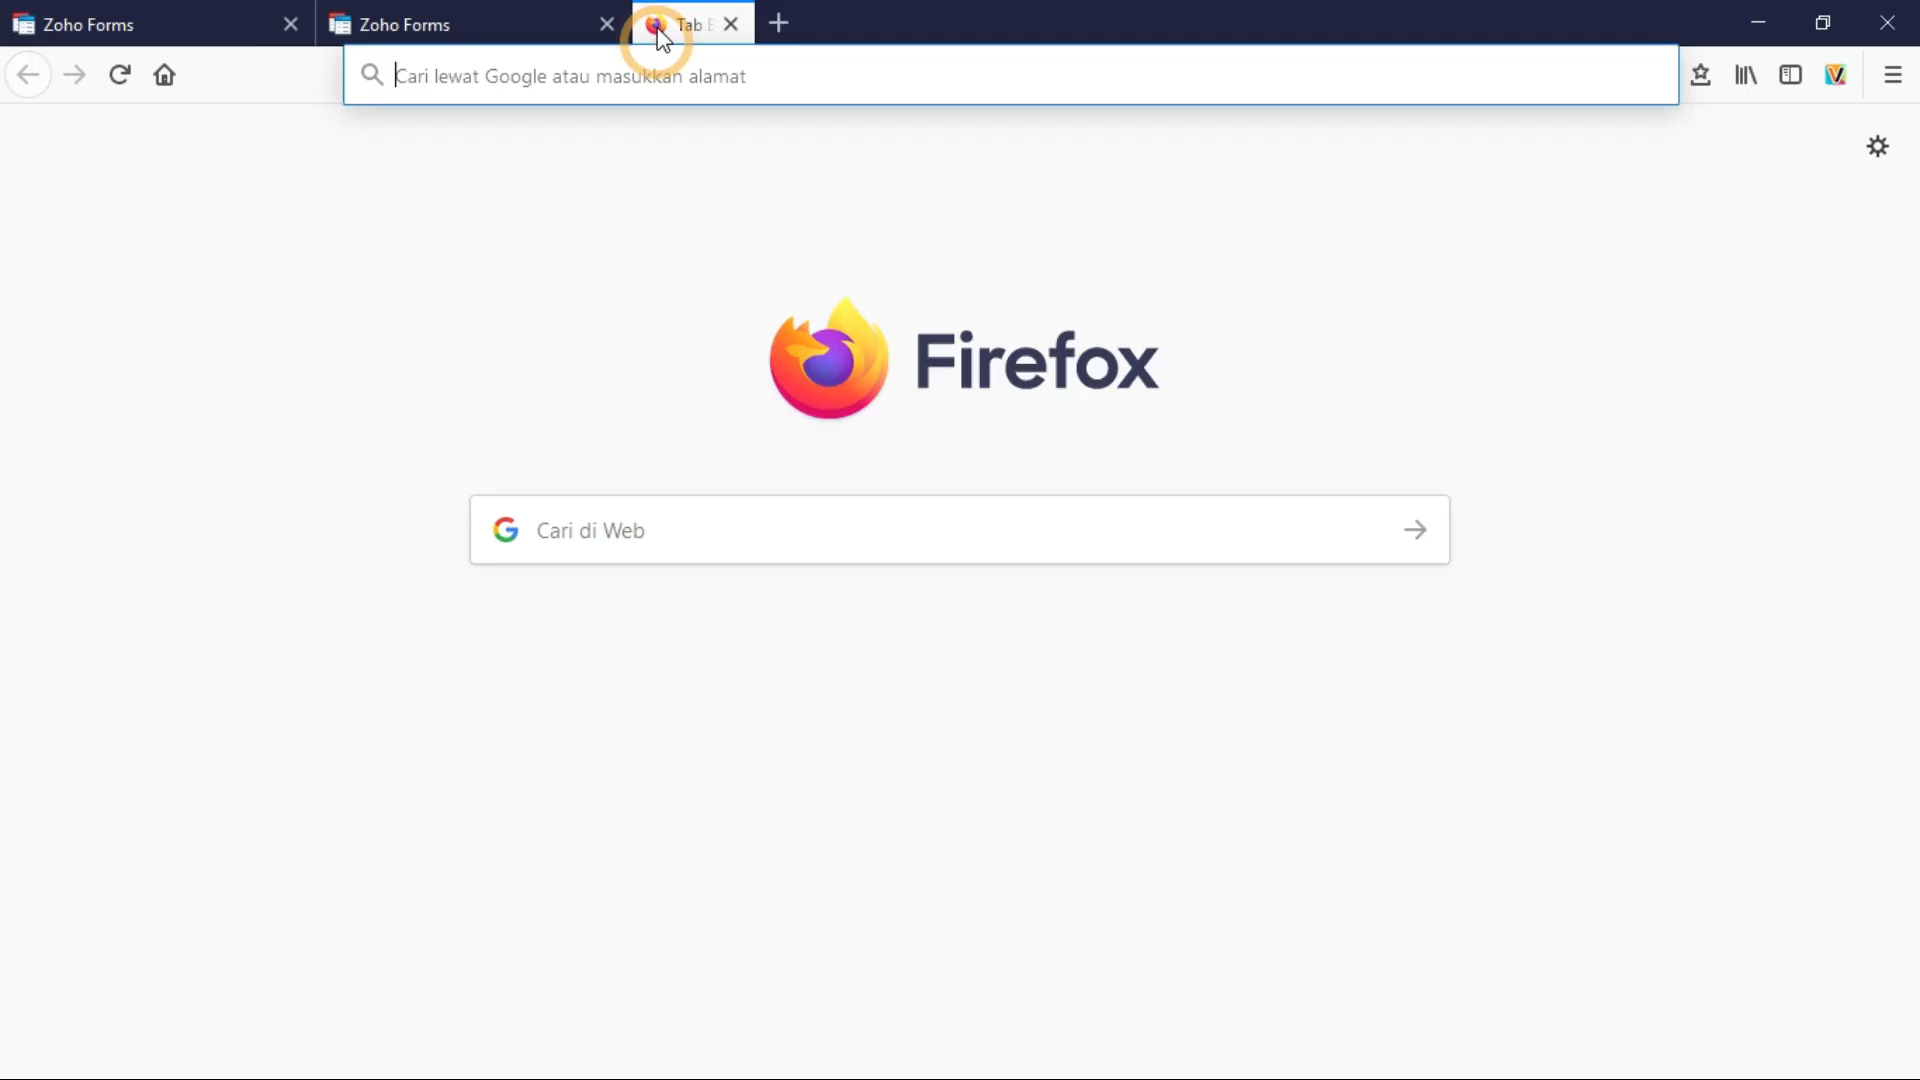 Zoho Forms
Zoho Forms
Tab
Cari lewat Google atau masukkan alamat
Firefox
Cari di Web